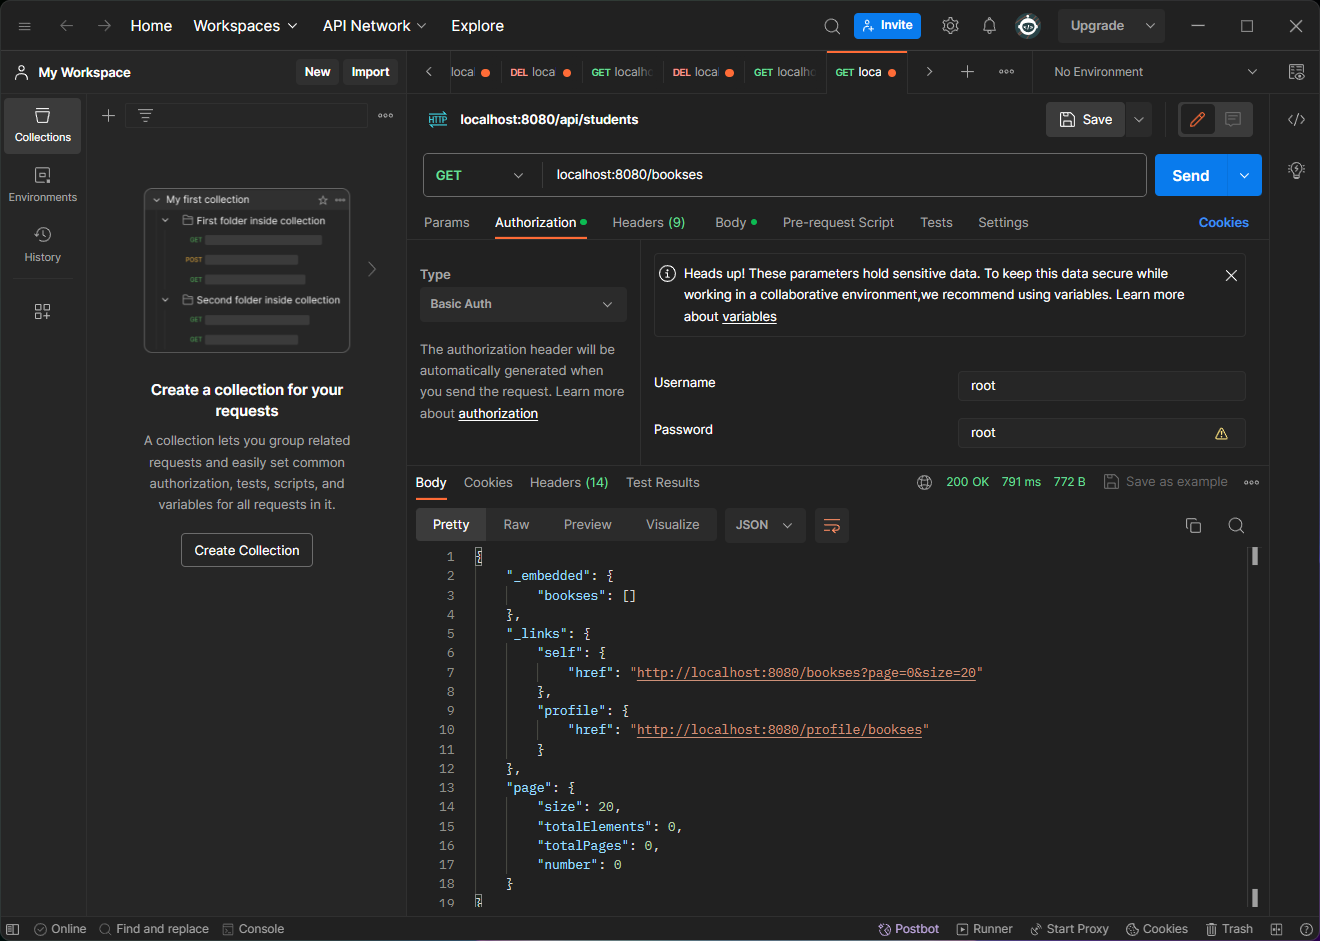 Home Workspaces API Network Explore Invite Upgrade
My Workspace New Import
local DEL loca GET localho DEL local GET localho GET loca No Environment
Collections
Environments
History
My first collection
First folder inside collection
GET
POST
GET
Second folder inside collection
GET
GET
Create a collection for your
requests
A collection lets you group related
requests and easily set common
authorization, tests, scripts, and
variables for all requests in it.
Create Collection
HTTP localhost:8080/api/students Save
GET localhost:8080/bookses Send
Params Authorization Headers (9) Body Pre-request Script Tests Settings Cookies
Type
Basic Auth
The authorization header will be
automatically generated when
you send the request. Learn more
about authorization
Heads up! These parameters hold sensitive data. To keep this data secure while
working in a collaborative environment,we recommend using variables. Learn more
about variables
Username root
Password root
Body Cookies Headers (14) Test Results 200 OK 791 ms 772 B Save as example
Pretty Raw Preview Visualize JSON
1 {
2 "_embedded": {
3 "bookses": []
4 },
5 "_links": {
6 "self": {
7 "href": "http://localhost:8080/bookses?page=0&size=20"
8 },
9 "profile": {
10 "href": "http://localhost:8080/profile/bookses"
11 }
12 },
13 "page": {
14 "size": 20,
15 "totalElements": 0,
16 "totalPages": 0,
17 "number": 0
18 }
19 }
Online Find and replace Console Postbot Runner Start Proxy Cookies Trash